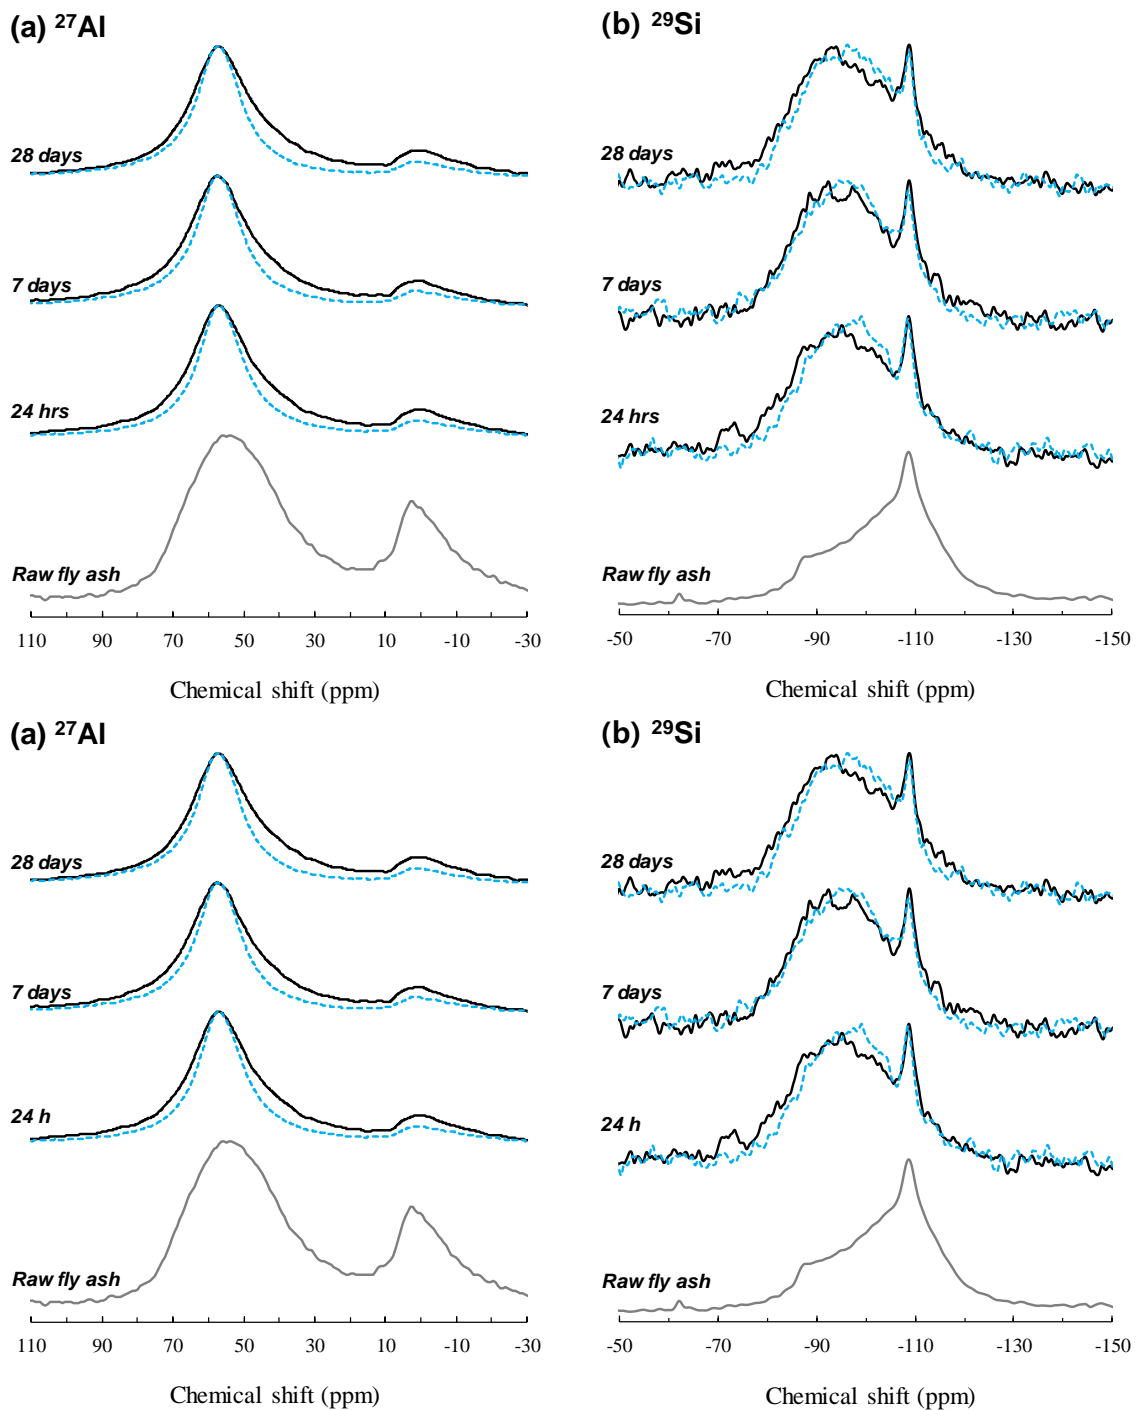 (a) ²⁷Al
28 days
7 days
24 hrs
Raw fly ash
110 90 70 50 30 10 -10 -30
Chemical shift (ppm)
(b) ²⁹Si
28 days
7 days
24 hrs
Raw fly ash
-50 -70 -90 -110 -130 -150
Chemical shift (ppm)
(a) ²⁷Al
28 days
7 days
24 h
Raw fly ash
110 90 70 50 30 10 -10 -30
Chemical shift (ppm)
(b) ²⁹Si
28 days
7 days
24 h
Raw fly ash
-50 -70 -90 -110 -130 -150
Chemical shift (ppm)